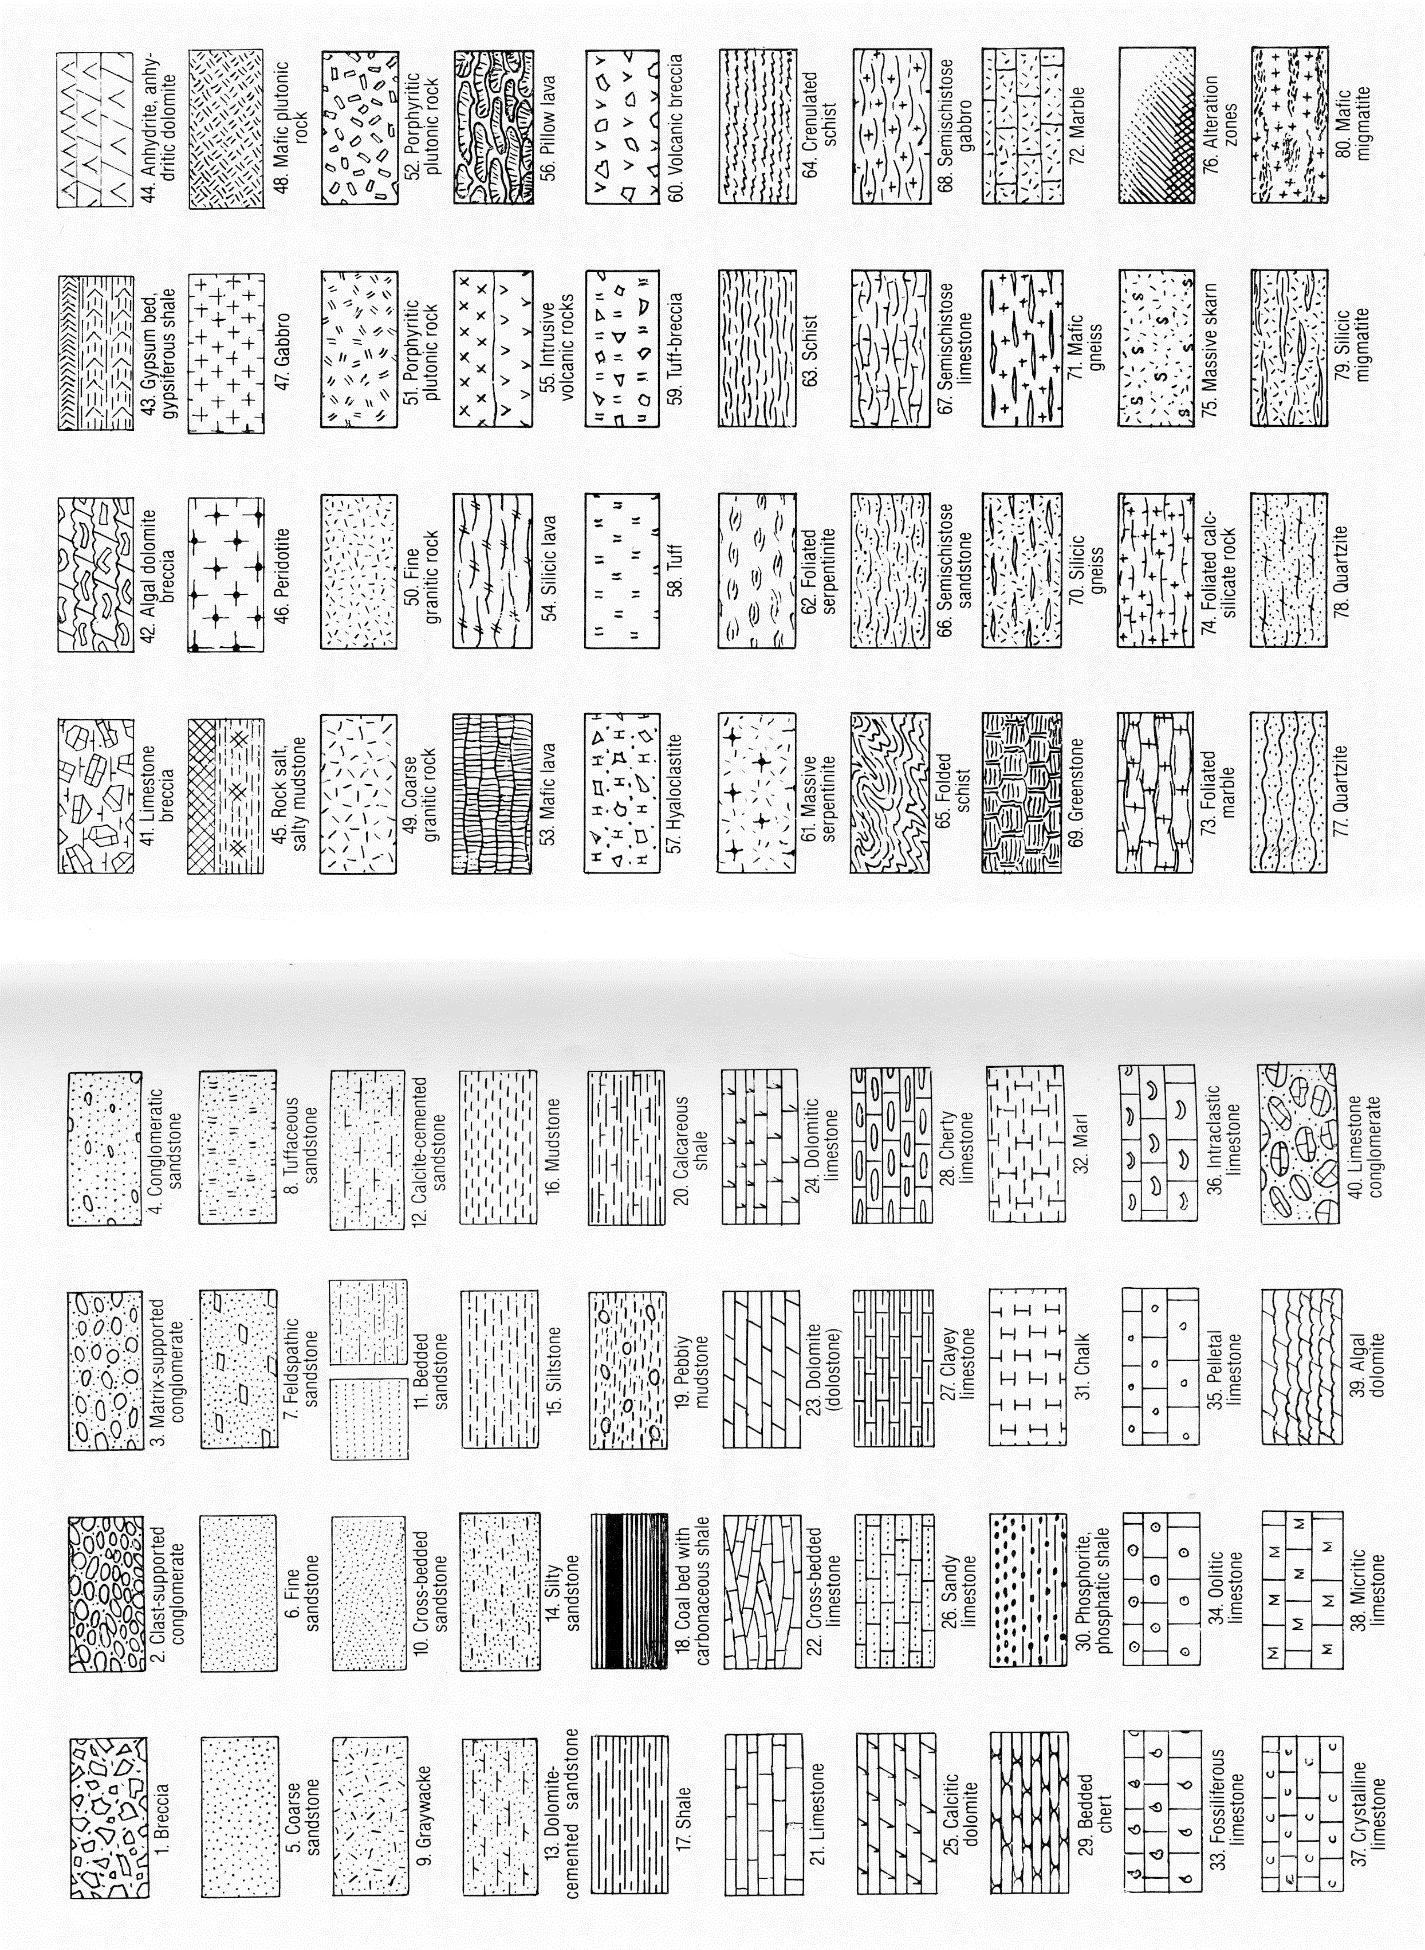 1. Breccia
2. Clast-supported
conglomerate
3. Matrix-supported
conglomerate
4. Conglomeratic
sandstone
5. Coarse
sandstone
6. Fine
sandstone
7. Feldspathic
sandstone
8. Tuffaceous
sandstone
9. Graywacke
10. Cross-bedded
sandstone
11. Bedded
sandstone
12. Calcite-cemented
sandstone
13. Dolomite-
cemented sandstone
14. Silty
sandstone
15. Siltstone
16. Mudstone
17. Shale
18. Coal bed with
carbonaceous shale
19. Pebbly
mudstone
20. Calcareous
shale
21. Limestone
22. Cross-bedded
limestone
23. Dolomite
(dolostone)
24. Dolomitic
limestone
25. Calcitic
dolomite
26. Sandy
limestone
27. Clayey
limestone
28. Cherty
limestone
29. Bedded
chert
30. Phosphorite,
phosphatic shale
31. Chalk
32. Marl
33. Fossiliferous
limestone
34. Oolitic
limestone
35. Pelletal
limestone
36. Intraclastic
limestone
37. Crystalline
limestone
38. Micritic
limestone
39. Algal
dolomite
40. Limestone
conglomerate
41. Limestone
breccia
42. Algal dolomite
breccia
43. Gypsum bed,
gypsiferous shale
44. Anhydrite, anhy-
dritic dolomite
45. Rock salt,
salty mudstone
46. Peridotite
47. Gabbro
48. Mafic plutonic
rock
49. Coarse
granitic rock
50. Fine
granitic rock
51. Porphyritic
plutonic rock
52. Porphyritic
plutonic rock
53. Mafic lava
54. Silicic lava
55. Intrusive
volcanic rocks
56. Pillow lava
57. Hyaloclastite
58. Tuff
59. Tuff-breccia
60. Volcanic breccia
61. Massive
serpentinite
62. Foliated
serpentinite
63. Schist
64. Crenulated
schist
65. Folded
schist
66. Semischistose
sandstone
67. Semischistose
limestone
68. Semischistose
gabbro
69. Greenstone
70. Silicic
gneiss
71. Mafic
gneiss
72. Marble
73. Foliated
marble
74. Foliated calc-
silicate rock
75. Massive skarn
76. Alteration
zones
77. Quartzite
78. Quartzite
79. Silicic
migmatite
80. Mafic
migmatite